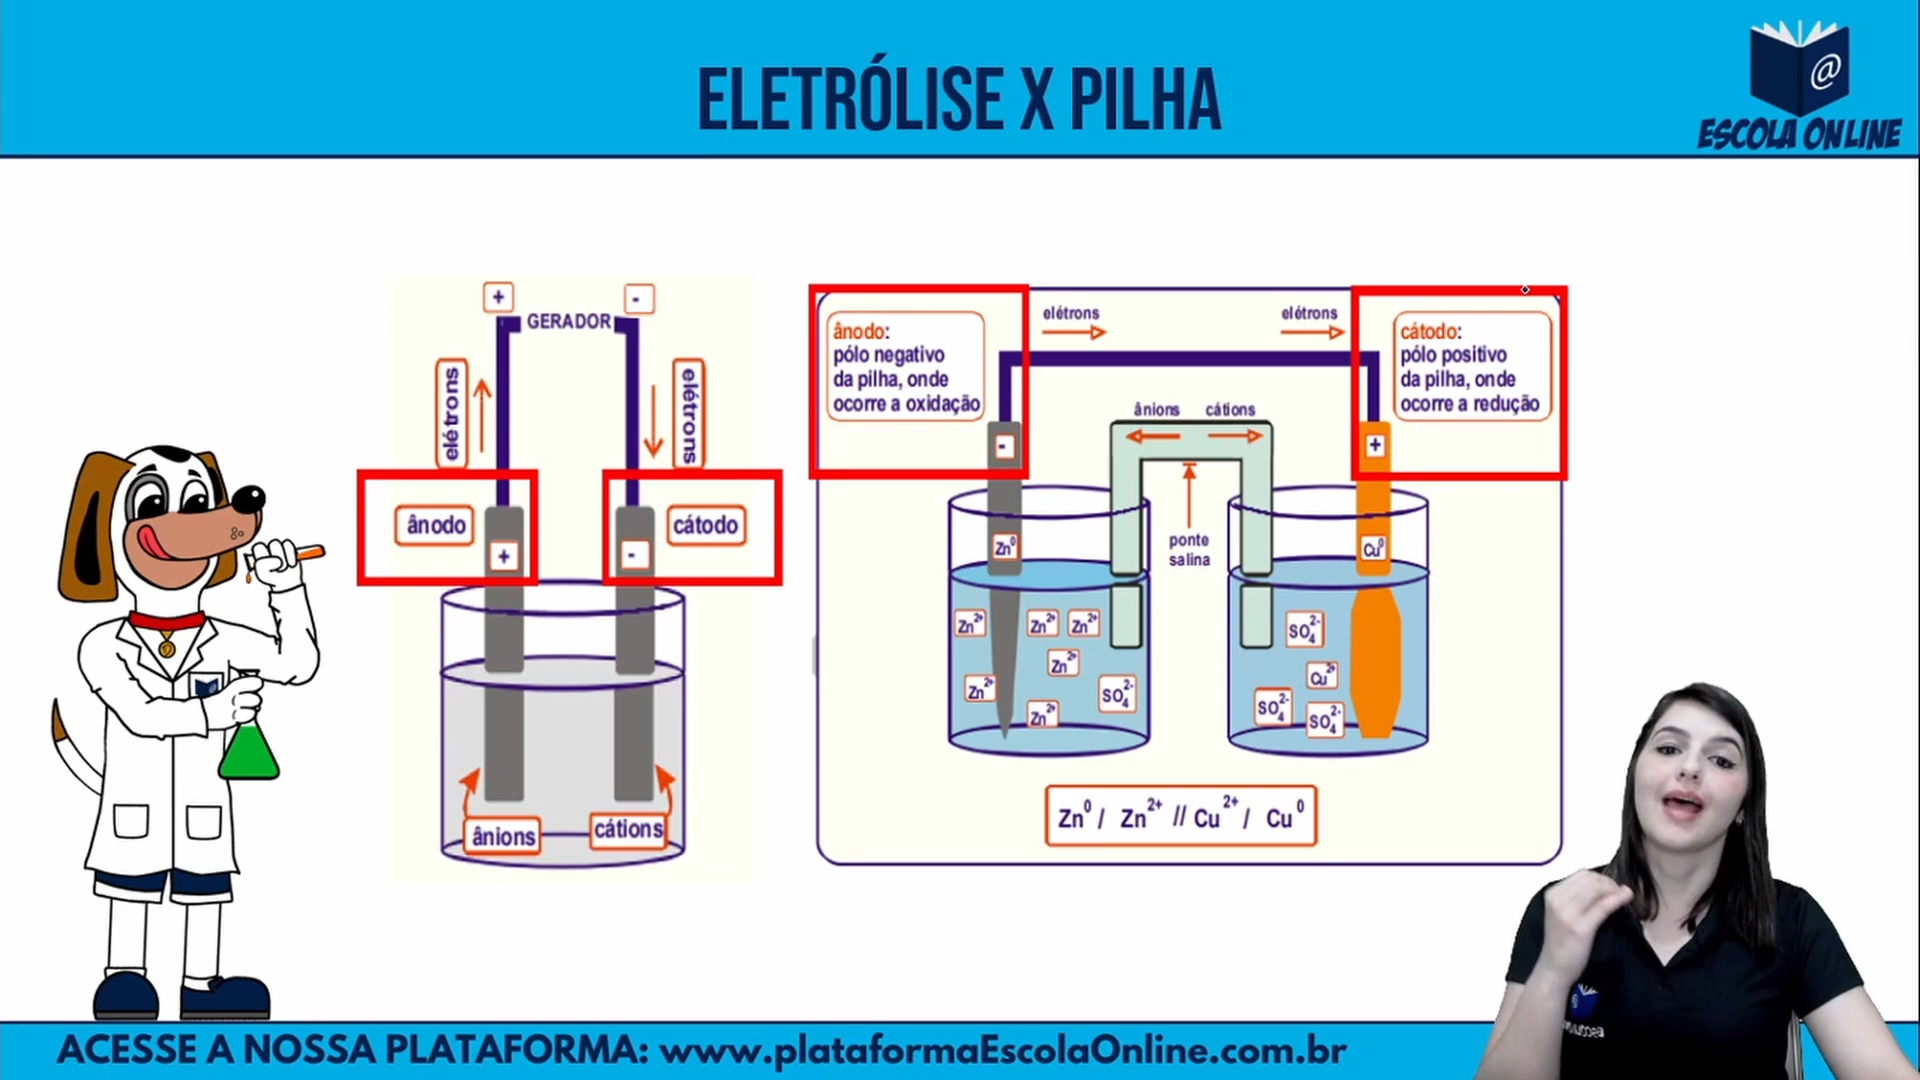 ELETRÓLISE X PILHA
@
ESCOLA ONLINE
+
-
GERADOR
elétrons
elétrons
ânodo
+
-
cátodo
ânions
cátions
ânodo:
pólo negativo
da pilha, onde
ocorre a oxidação
elétrons
elétrons
cátodo:
pólo positivo
da pilha, onde
ocorre a redução
ânions
cátions
-
+
ponte
salina
Zn⁰
Cu⁰
Zn²⁺
Zn²⁺
Zn²⁺
Zn²⁺
Zn²⁺
Zn²⁺
SO₄²⁻
SO₄²⁻
Cu²⁺
SO₄²⁻
SO₄²⁻
Zn⁰ / Zn²⁺ // Cu²⁺ / Cu⁰
ACESSE A NOSSA PLATAFORMA: www.plataformaEscolaOnline.com.br